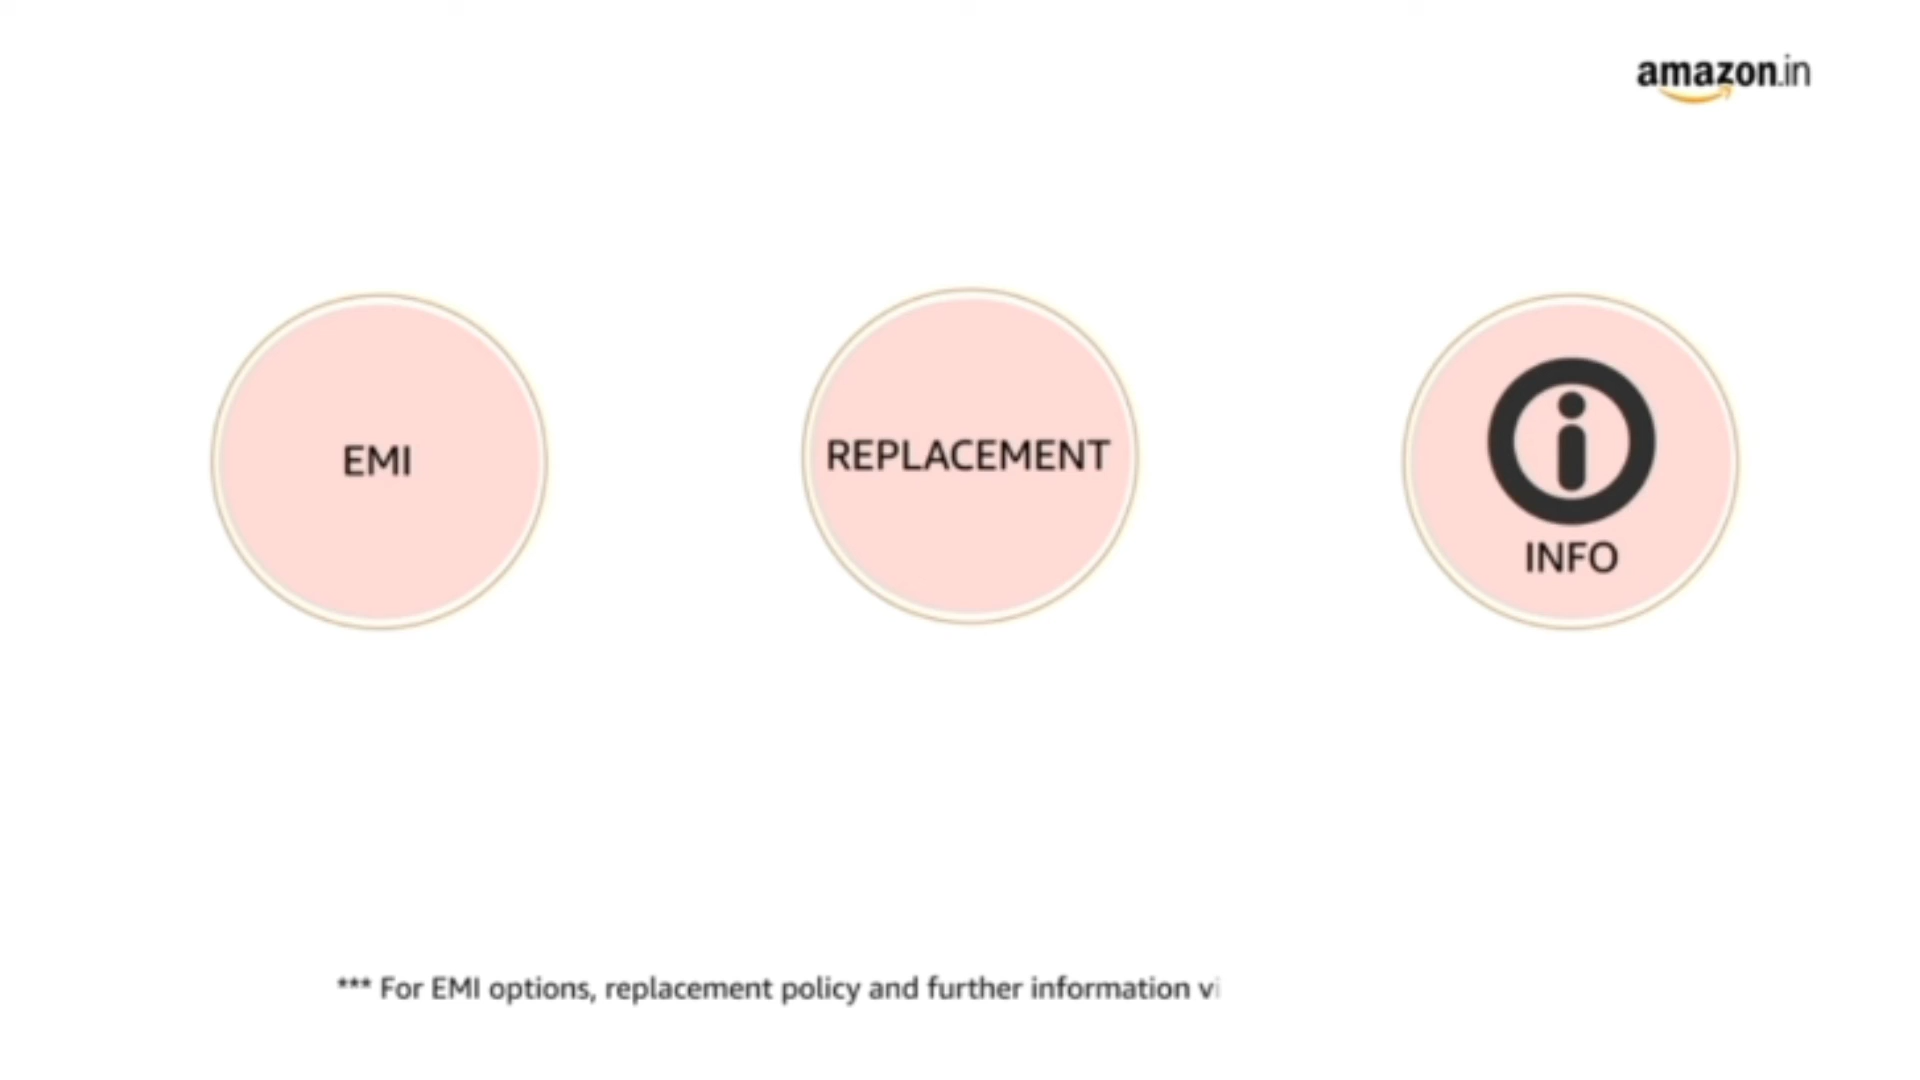 amazon.in
EMI
REPLACEMENT
INFO
*** For EMI options, replacement policy and further information vi